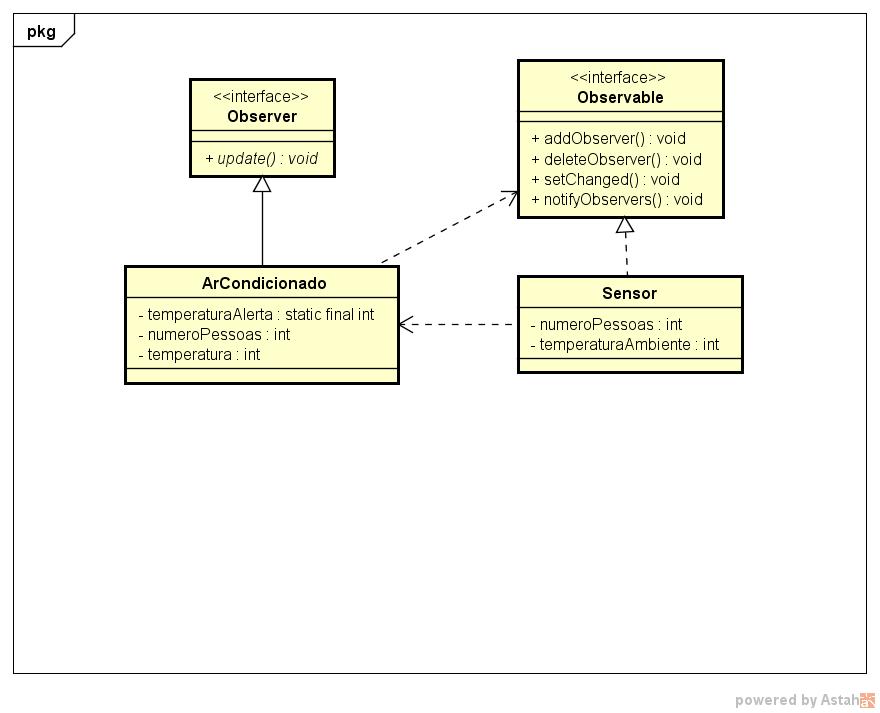 pkg
<<interface>>
Observer
+ update() : void
<<interface>>
Observable
+ addObserver() : void
+ deleteObserver() : void
+ setChanged() : void
+ notifyObservers() : void
ArCondicionado
- temperaturaAlerta : static final int
- numeroPessoas : int
- temperatura : int
Sensor
- numeroPessoas : int
- temperaturaAmbiente : int
powered by Astah